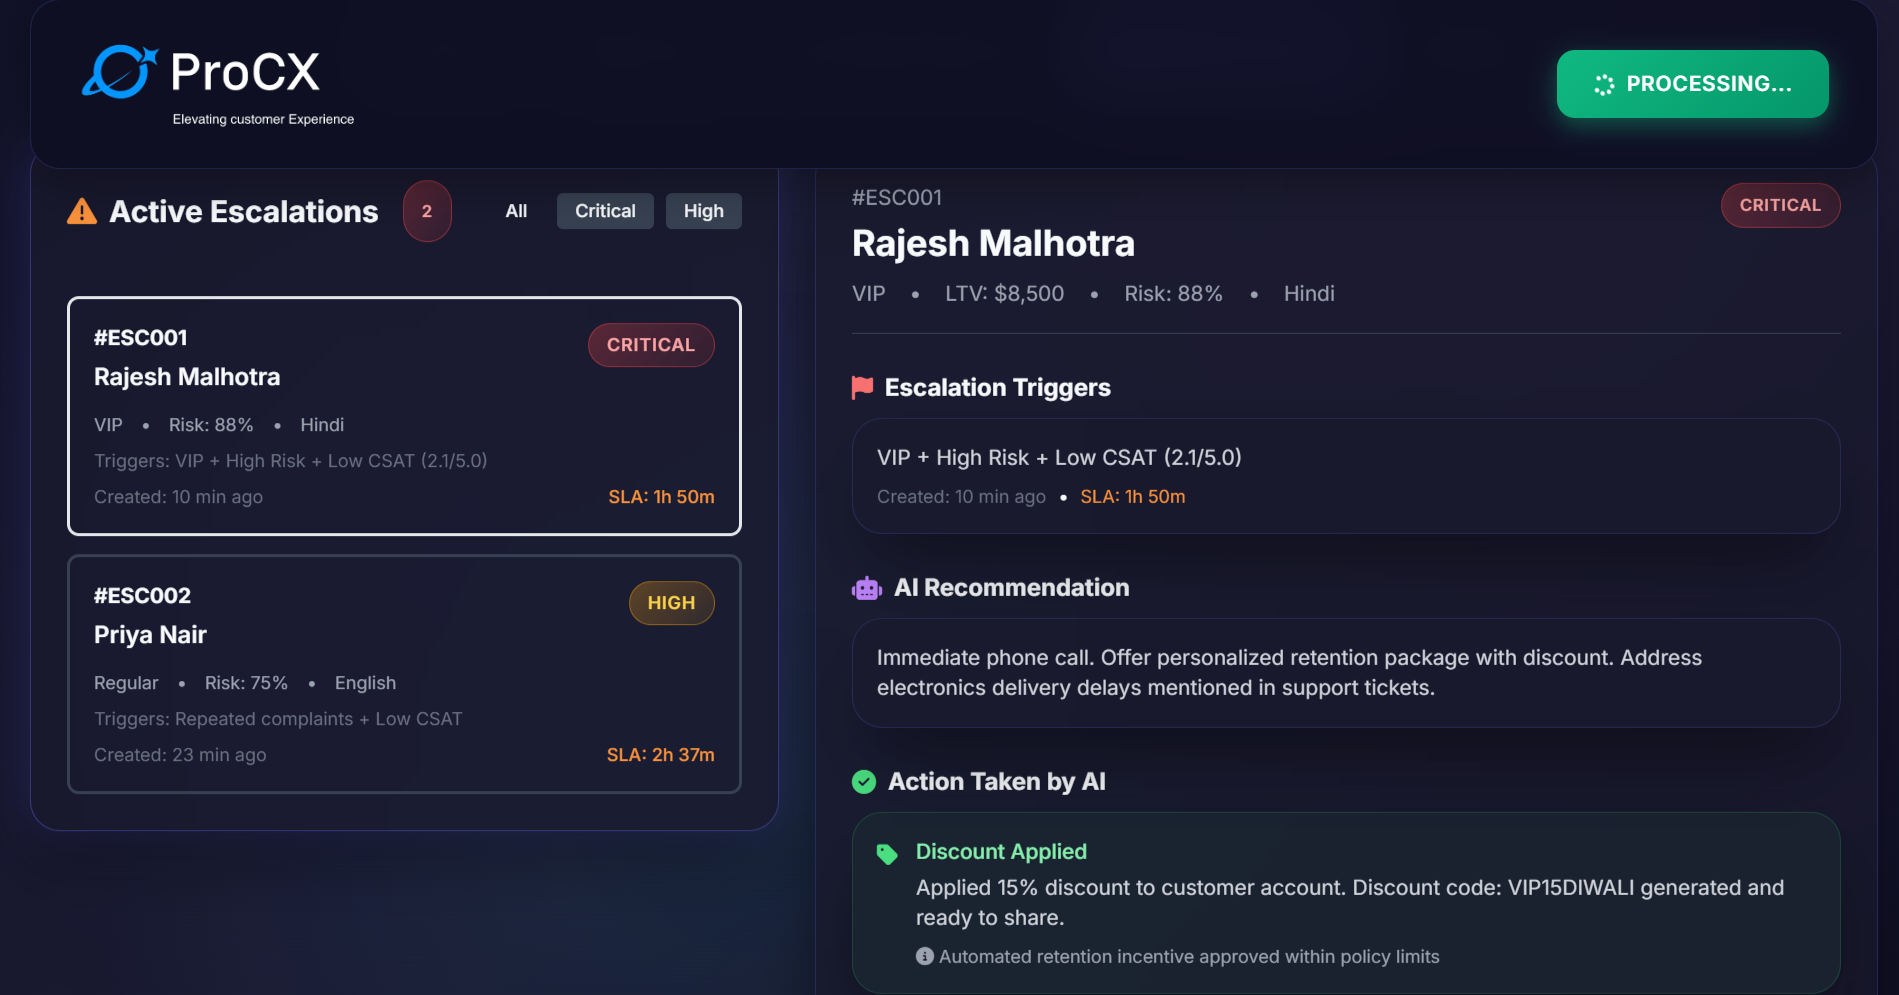 ProCX
Elevating customer Experience
PROCESSING...
Active Escalations
2
All
Critical
High
#ESC001
CRITICAL
Rajesh Malhotra
VIP • Risk: 88% • Hindi
Triggers: VIP + High Risk + Low CSAT (2.1/5.0)
Created: 10 min ago
SLA: 1h 50m
#ESC002
HIGH
Priya Nair
Regular • Risk: 75% • English
Triggers: Repeated complaints + Low CSAT
Created: 23 min ago
SLA: 2h 37m
#ESC001
CRITICAL
Rajesh Malhotra
VIP • LTV: $8,500 • Risk: 88% • Hindi
Escalation Triggers
VIP + High Risk + Low CSAT (2.1/5.0)
Created: 10 min ago • SLA: 1h 50m
AI Recommendation
Immediate phone call. Offer personalized retention package with discount. Address
electronics delivery delays mentioned in support tickets.
Action Taken by AI
Discount Applied
Applied 15% discount to customer account. Discount code: VIP15DIWALI generated and
ready to share.
Automated retention incentive approved within policy limits